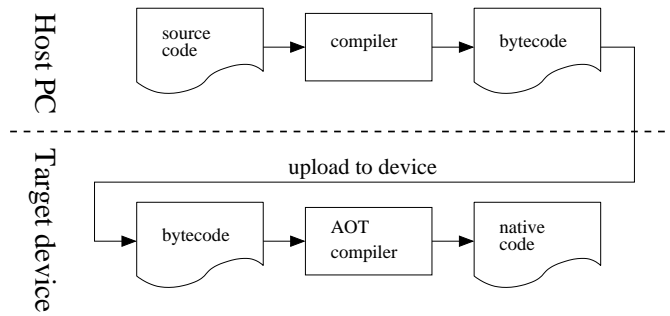 Host PC
source
code
compiler
bytecode
upload to device
Target device
bytecode
AOT
compiler
native
code